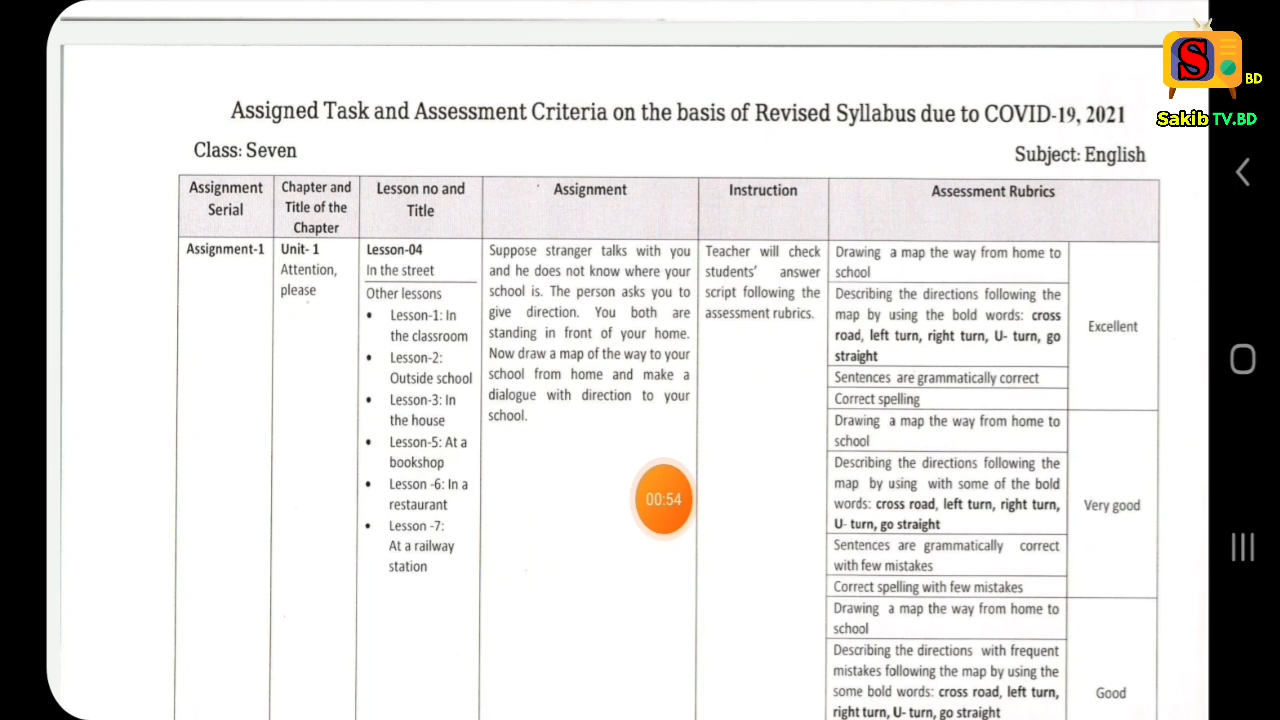 S
BD
Sakib TV.BD
Assigned Task and Assessment Criteria on the basis of Revised Syllabus due to COVID-19, 2021
Class: Seven
Subject: English
Assignment
Serial
Chapter and
Title of the
Chapter
Lesson no and
Title
Assignment
Instruction
Assessment Rubrics
Assignment-1
Unit- 1
Attention,
please
Lesson-04
In the street
Other lessons
• Lesson-1: In
the classroom
• Lesson-2:
Outside school
• Lesson-3: In
the house
• Lesson-5: At a
bookshop
• Lesson -6: In a
restaurant
• Lesson -7:
At a railway
station
Suppose stranger talks with you
and he does not know where your
school is. The person asks you to
give direction. You both are
standing in front of your home.
Now draw a map of the way to your
school from home and make a
dialogue with direction to your
school.
00:54
Teacher will check
students' answer
script following the
assessment rubrics.
Drawing a map the way from home to
school
Describing the directions following the
map by using the bold words: cross
road, left turn, right turn, U- turn, go
straight
Sentences are grammatically correct
Correct spelling
Excellent
Drawing a map the way from home to
school
Describing the directions following the
map by using with some of the bold
words: cross road, left turn, right turn,
U- turn, go straight
Sentences are grammatically correct
with few mistakes
Correct spelling with few mistakes
Very good
Drawing a map the way from home to
school
Describing the directions with frequent
mistakes following the map by using the
some bold words: cross road, left turn,
right turn, U- turn, go straight
Good